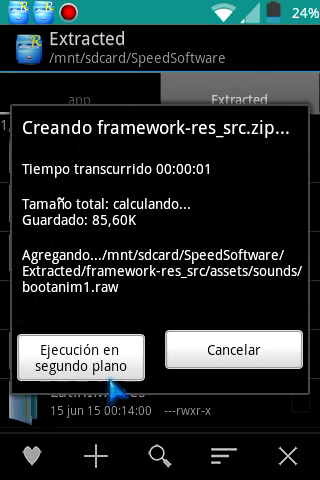 24%
Extracted
/mnt/sdcard/SpeedSoftware
app
Extracted
Creando framework-res_src.zip...
Tiempo transcurrido 00:00:01
Tamaño total: calculando...
Guardado: 85,60K
Agregando.../mnt/sdcard/SpeedSoftware/
Extracted/framework-res_src/assets/sounds/
bootanim1.raw
Ejecución en
segundo plano
Cancelar
15 jun 15 00:14:00 ---rwxr-x